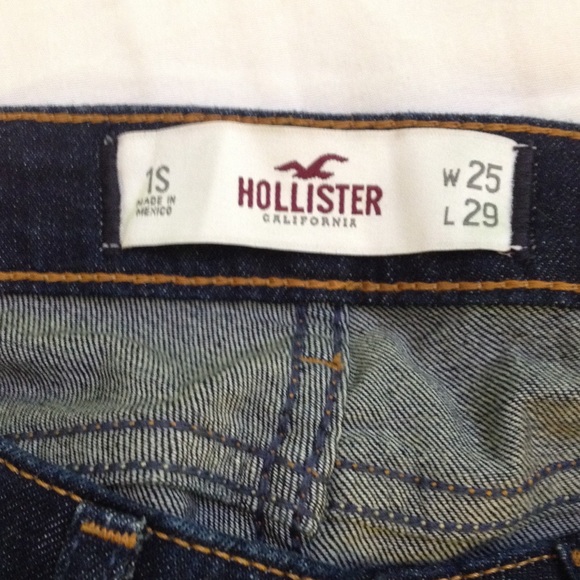 1S
MADE IN
MEXICO
HOLLISTER
CALIFORNIA
W 25
L 29